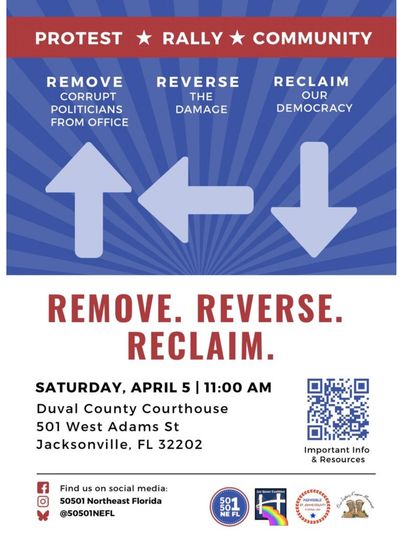 PROTEST ★ RALLY ★ COMMUNITY
REMOVE
CORRUPT
POLITICIANS
FROM OFFICE
REVERSE
THE
DAMAGE
RECLAIM
OUR
DEMOCRACY
REMOVE. REVERSE.
RECLAIM.
SATURDAY, APRIL 5 | 11:00 AM
Duval County Courthouse
501 West Adams St
Jacksonville, FL 32202
Important Info
& Resources
Find us on social media:
50501 Northeast Florida
@50501NEFL
50
501
NE FL